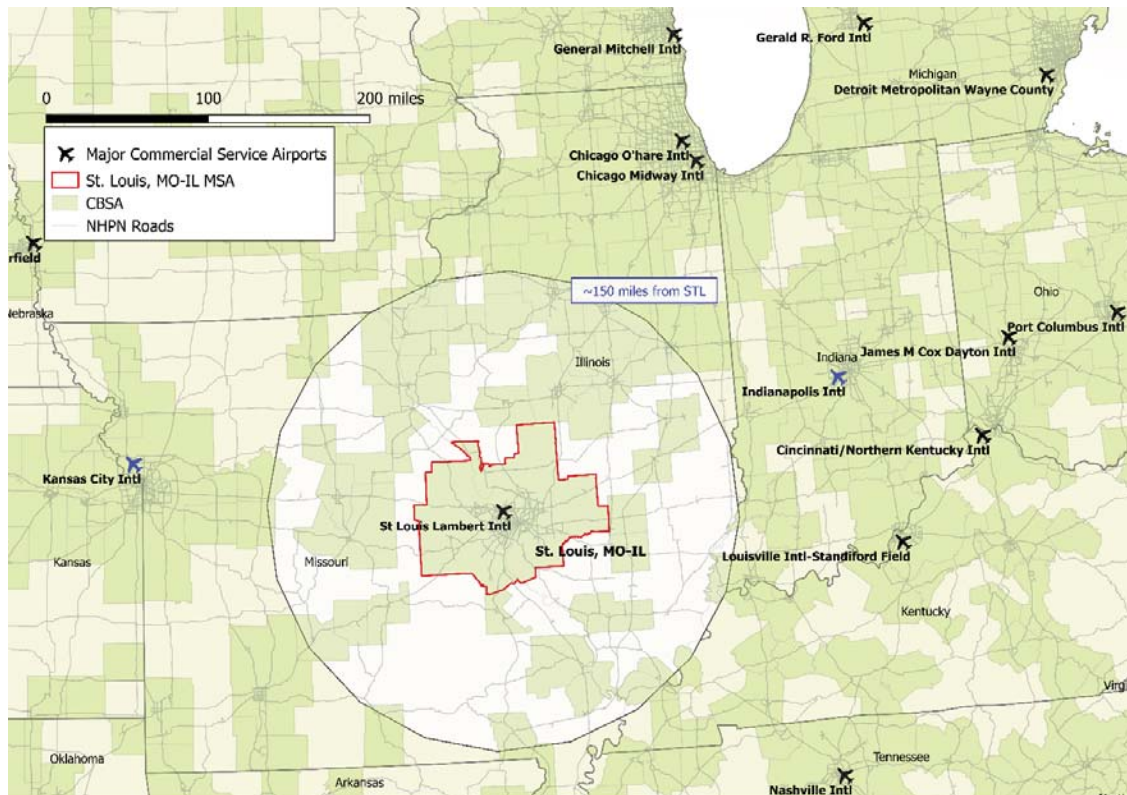 General Mitchell Intl
Gerald R. Ford Intl
Michigan
Detroit Metropolitan Wayne County
0 100 200 miles
Major Commercial Service Airports
St. Louis, MO-IL MSA
CBSA
NHPN Roads
Chicago O'hare Intl
Chicago Midway Intl
rfield
~150 miles from STL
Nebraska
Ohio
Port Columbus Intl
James M Cox Dayton Intl
Illinois
Indiana
Indianapolis Intl
Cincinnati/Northern Kentucky Intl
Kansas City Intl
St Louis Lambert Intl
St. Louis, MO-IL
Louisville Intl-Standiford Field
Kansas
Missouri
Kentucky
Virg
Oklahoma
Arkansas
Tennessee
Nashville Intl